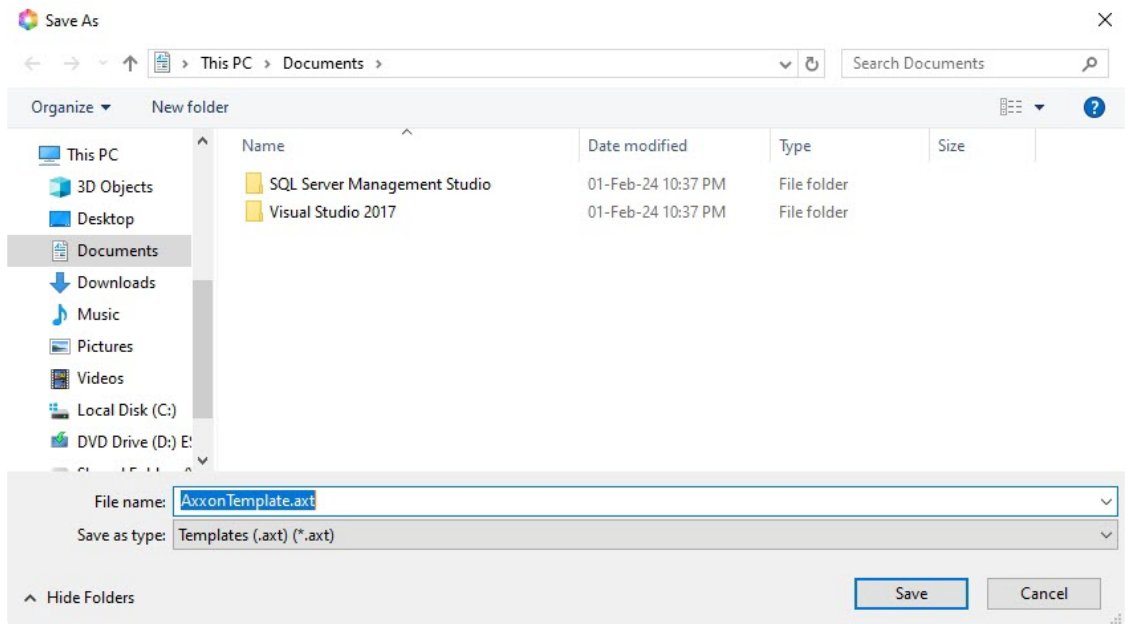 Save As
This PC > Documents >
Search Documents
Organize
New folder
Name
Date modified
Type
Size
This PC
3D Objects
Desktop
Documents
Downloads
Music
Pictures
Videos
Local Disk (C:)
DVD Drive (D:)
SQL Server Management Studio 01-Feb-24 10:37 PM File folder
Visual Studio 2017 01-Feb-24 10:37 PM File folder
File name: AxxonTemplate.axt
Save as type: Templates (.axt) (*.axt)
Hide Folders
Save
Cancel